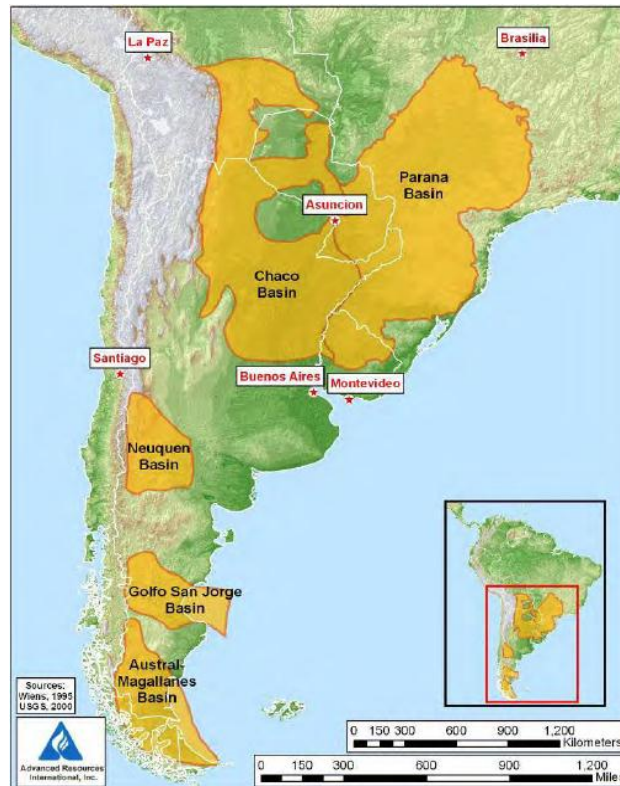 La Paz
Brasilia
Parana
Basin
Asuncion
Chaco
Basin
Santiago
Buenos Aires
Montevideo
Neuquen
Basin
Golfo San Jorge
Basin
Austral-
Magallanes
Basin
Sources:
Wiens, 1995
USGS, 2000
Advanced Resources
International, Inc.
0 150 300 600 900 1,200
Kilometers
0 150 300 600 900 1,200
Miles